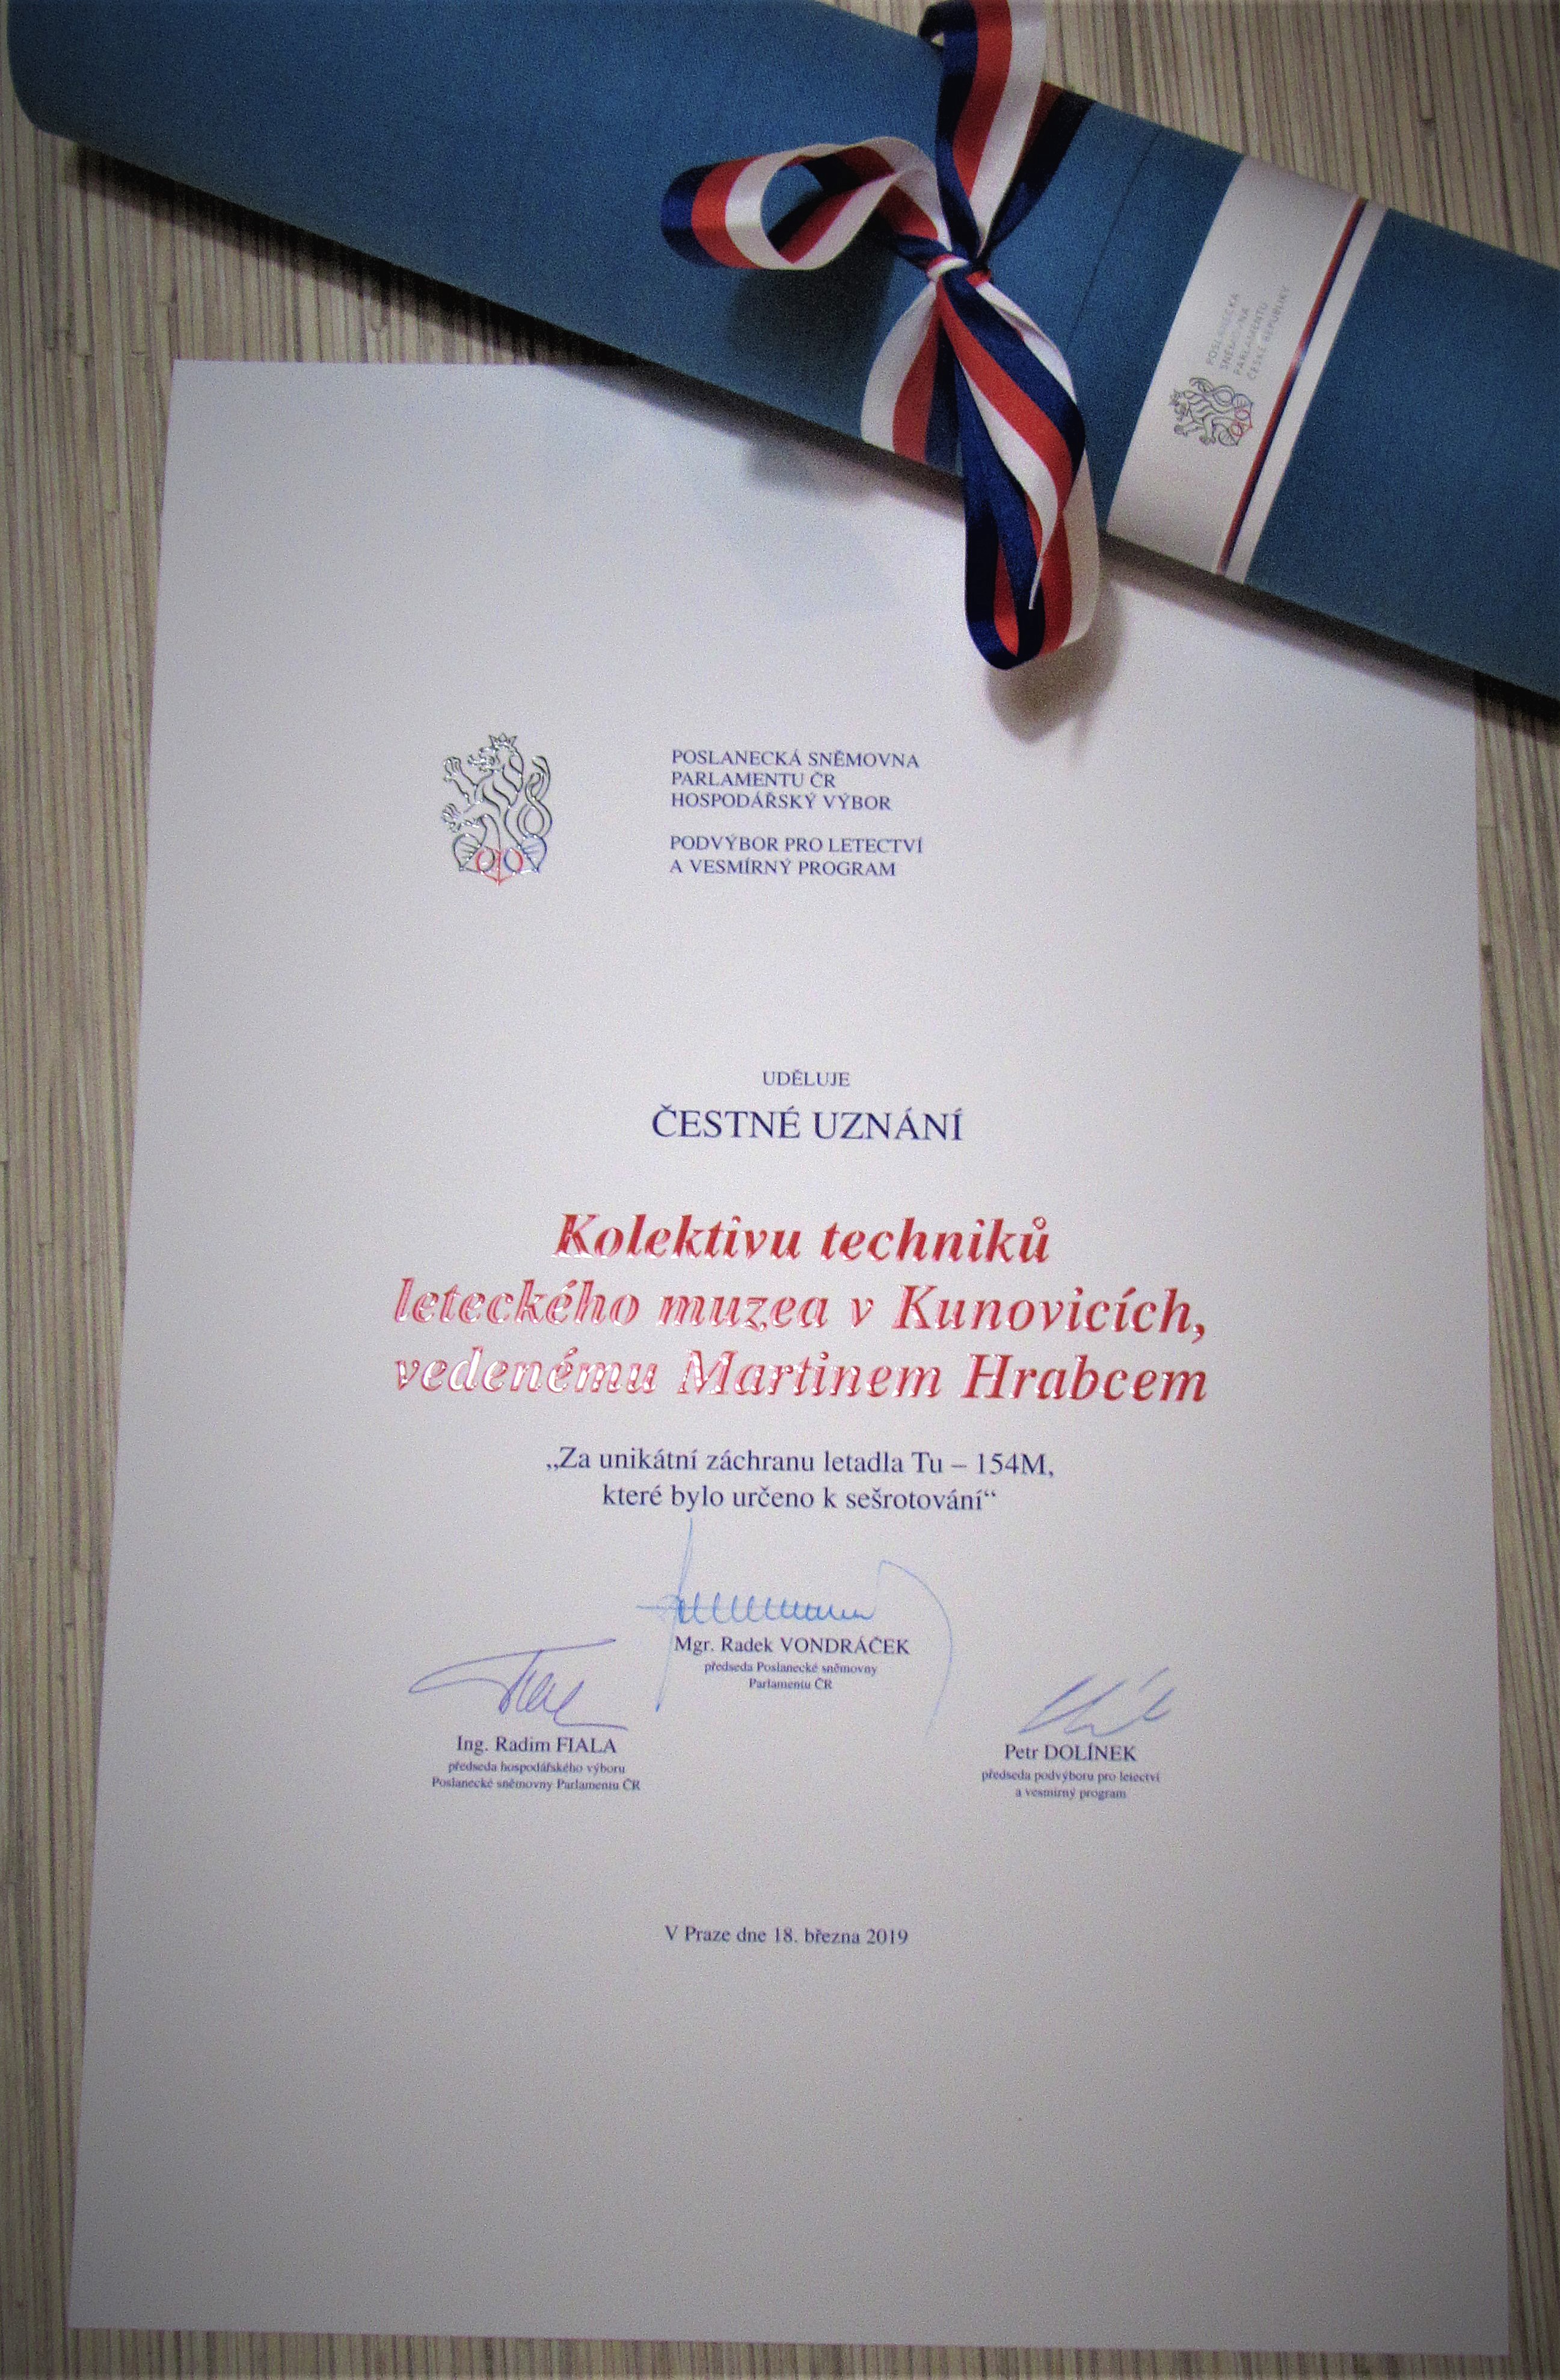 POSLANECKÁ
SNĚMOVNA
PARLAMENTU
ČESKÉ REPUBLIKY
POSLANECKÁ SNĚMOVNA
PARLAMENTU ČR
HOSPODÁŘSKÝ VÝBOR
PODVÝBOR PRO LETECTVÍ
A VESMÍRNÝ PROGRAM
UDĚLUJE
ČESTNÉ UZNÁNÍ
Kolektivu techniků
leteckého muzea v Kunovicích,
vedenému Martinem Hrabcem
„Za unikátní záchranu letadla Tu – 154M,
které bylo určeno k sešrotování“
Mgr. Radek VONDRÁČEK
předseda Poslanecké sněmovny
Parlamentu ČR
Ing. Radim FIALA
předseda hospodářského výboru
Poslanecké sněmovny Parlamentu ČR
Petr DOLÍNEK
předseda podvýboru pro letectví
a vesmírný program
V Praze dne 18. března 2019